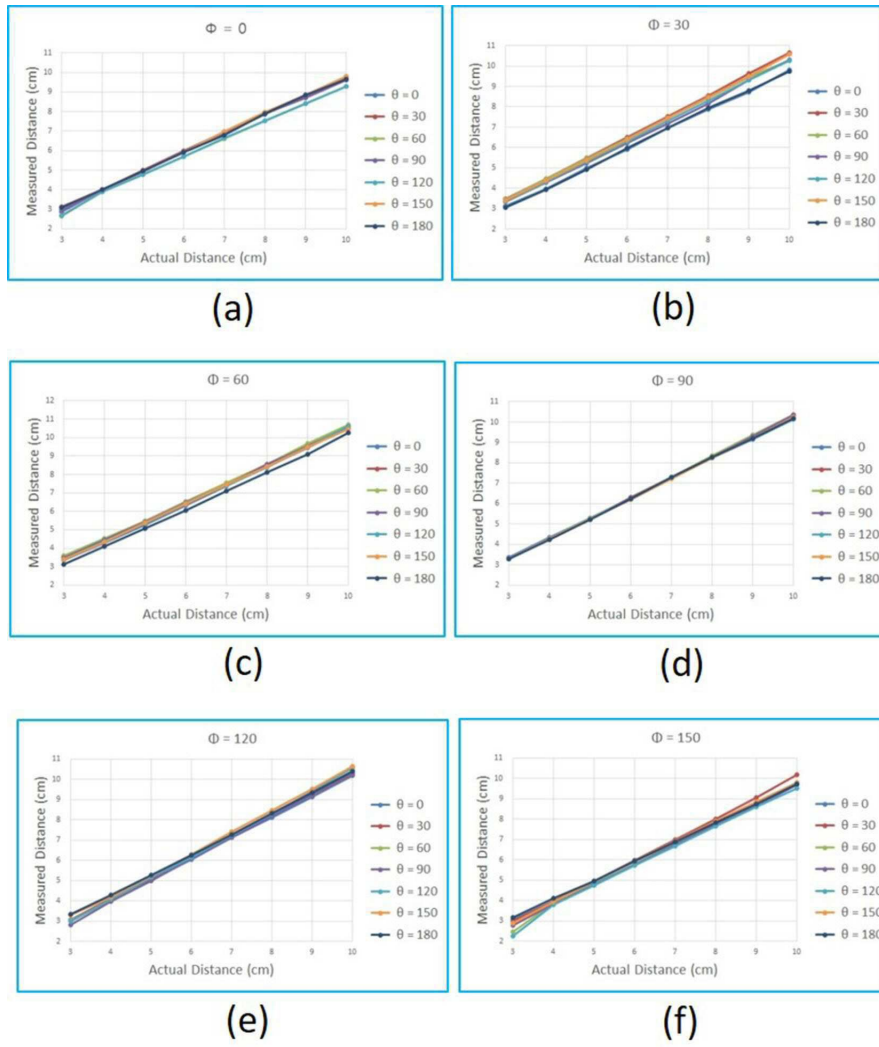 Φ = 0
Measured Distance (cm)
11
10
9
8
7
6
5
4
3
2
3 4 5 6 7 8 9 10
Actual Distance (cm)
θ = 0
θ = 30
θ = 60
θ = 90
θ = 120
θ = 150
θ = 180
(a)
Φ = 30
Measured Distance (cm)
11
10
9
8
7
6
5
4
3
2
3 4 5 6 7 8 9 10
Actual Distance (cm)
θ = 0
θ = 30
θ = 60
θ = 90
θ = 120
θ = 150
θ = 180
(b)
Φ = 60
Measured Distance (cm)
12
11
10
9
8
7
6
5
4
3
2
3 4 5 6 7 8 9 10
Actual Distance (cm)
θ = 0
θ = 30
θ = 60
θ = 90
θ = 120
θ = 150
θ = 180
(c)
Φ = 90
Measured Distance (cm)
11
10
9
8
7
6
5
4
3
2
3 4 5 6 7 8 9 10
Actual Distance (cm)
θ = 0
θ = 30
θ = 60
θ = 90
θ = 120
θ = 150
θ = 180
(d)
Φ = 120
Measured Distance (cm)
11
10
9
8
7
6
5
4
3
2
3 4 5 6 7 8 9 10
Actual Distance (cm)
θ = 0
θ = 30
θ = 60
θ = 90
θ = 120
θ = 150
θ = 180
(e)
Φ = 150
Measured Distance (cm)
11
10
9
8
7
6
5
4
3
2
3 4 5 6 7 8 9 10
Actual Distance (cm)
θ = 0
θ = 30
θ = 60
θ = 90
θ = 120
θ = 150
θ = 180
(f)